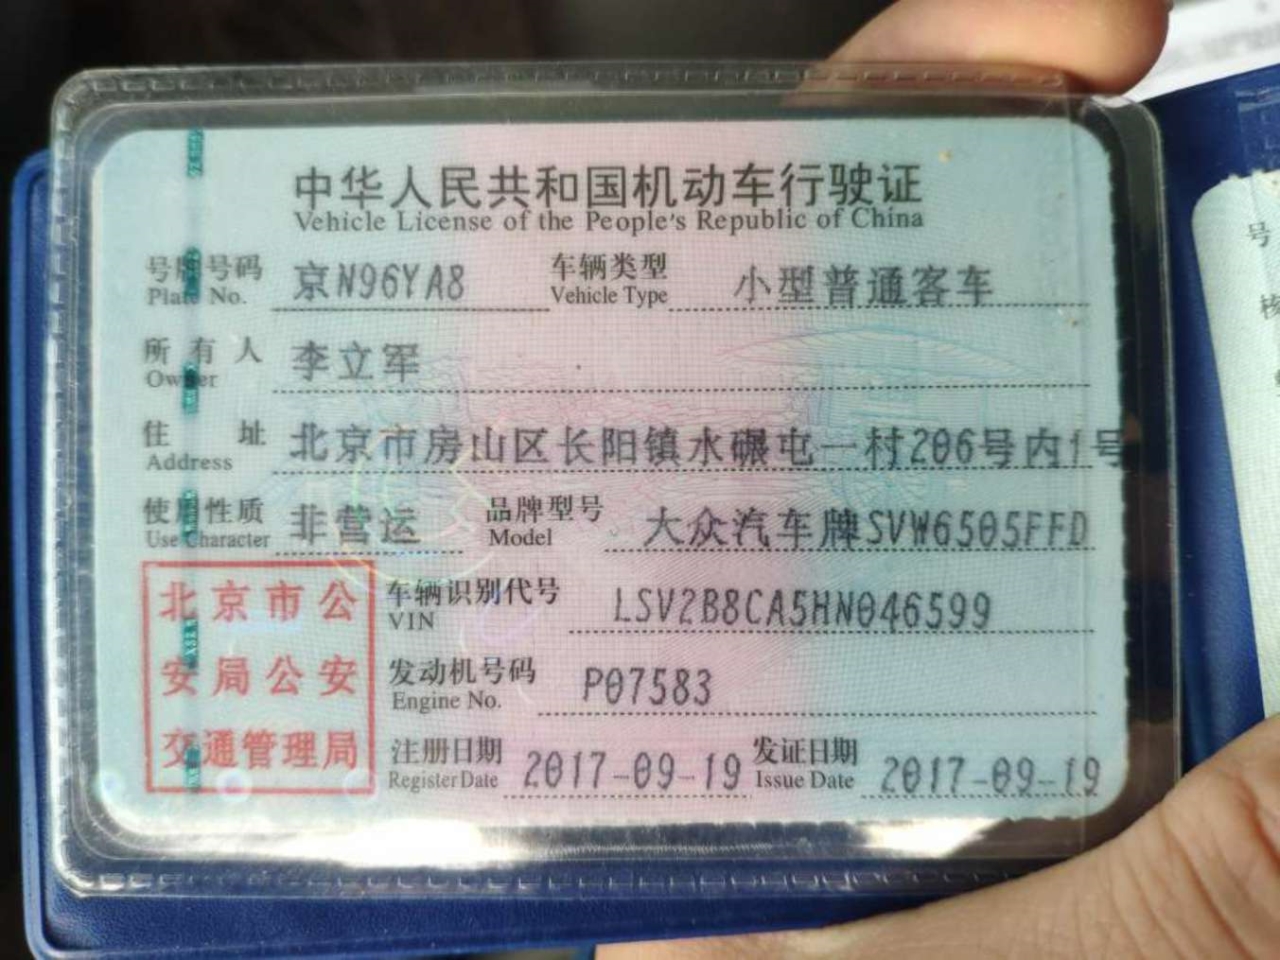 中华人民共和国机动车行驶证
Vehicle License of the People's Republic of China
号牌号码 京N96YA8 车辆类型 小型普通客车
Plate No. Vehicle Type
所有人 李立军
Owner
住址 北京市房山区长阳镇水碾屯一村206号内1号
Address
使用性质 非营运 品牌型号 大众汽车牌SVW6505FFD
Use Character Model
北京市公
安局公安
交通管理局
车辆识别代号 LSV2B8CA5HN046599
VIN
发动机号码 P07583
Engine No.
注册日期 2017-09-19 发证日期 2017-09-19
Register Date Issue Date
号
核